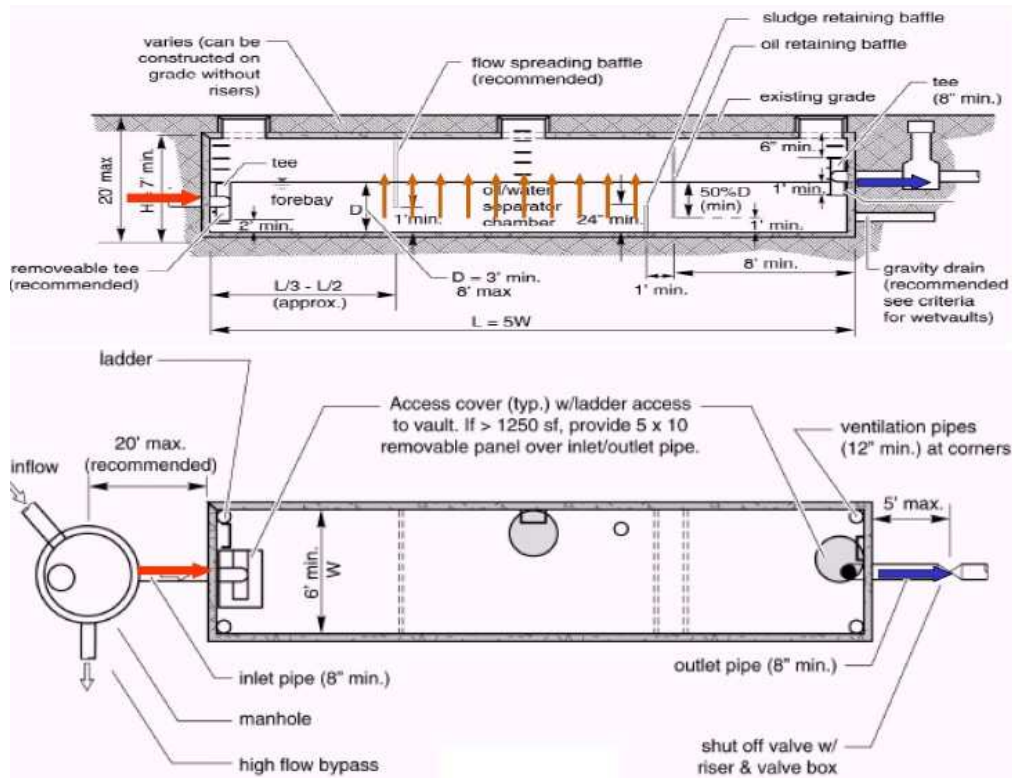 sludge retaining baffle
varies (can be
constructed on
grade without
risers)
oil retaining baffle
flow spreading baffle
(recommended)
tee
(8" min.)
existing grade
6" min.
20' max
H = 7' min.
tee
forebay
D
1' min.
oil/water
separator
chamber
24" min.
50%D
(min)
1'
min.
2' min.
1' min.
removeable tee
(recommended)
L/3 - L/2
(approx.)
D = 3' min.
8' max
1' min.
8' min.
gravity drain
(recommended
see criteria
for wetvaults)
L = 5W
ladder
Access cover (typ.) w/ladder access
to vault. If > 1250 sf, provide 5 x 10
removable panel over inlet/outlet pipe.
ventilation pipes
(12" min.) at corners
20' max.
(recommended)
inflow
5' max.
6' min.
W
inlet pipe (8" min.)
outlet pipe (8" min.)
manhole
high flow bypass
shut off valve w/
riser & valve box